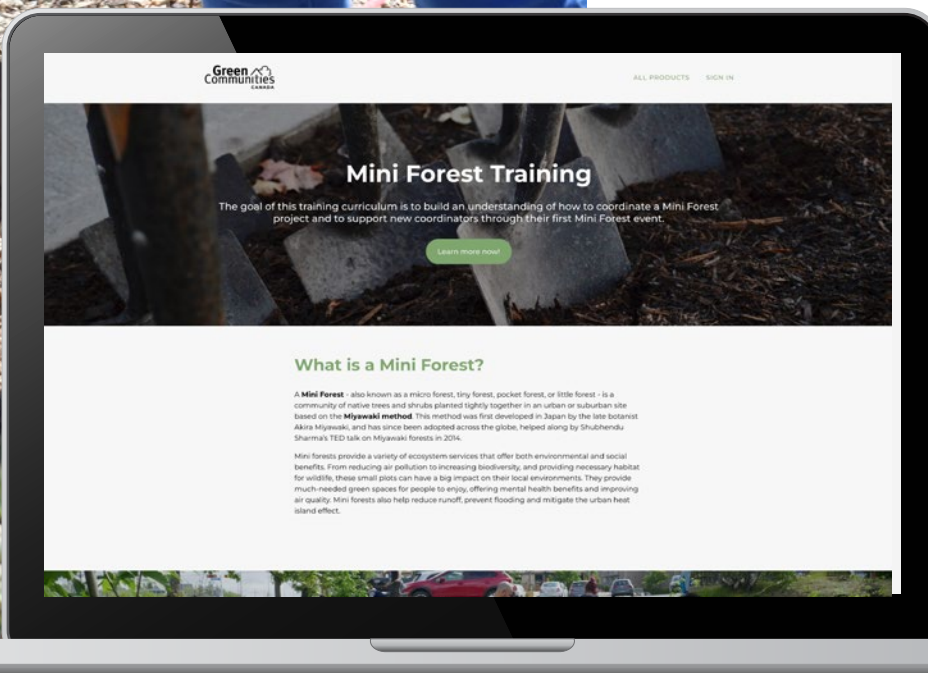 Green
Communities
CANADA
ALL PRODUCTS SIGN IN
Mini Forest Training
The goal of this training curriculum is to build an understanding of how to coordinate a Mini Forest
project and to support new coordinators through their first Mini Forest event.
Learn more now!
What is a Mini Forest?
A Mini Forest - also known as a micro forest, tiny forest, pocket forest, or little forest - is a
community of native trees and shrubs planted tightly together in an urban or suburban site
based on the Miyawaki method. This method was first developed in Japan by the late botanist
Akira Miyawaki, and has since been adopted across the globe, helped along by Shubhendu
Sharma's TED talk on Miyawaki forests in 2014.
Mini forests provide a variety of ecosystem services that offer both environmental and social
benefits. From reducing air pollution to increasing biodiversity, and providing necessary habitat
for wildlife, these small plots can have a big impact on their local environments. They provide
much-needed green spaces for people to enjoy, offering mental health benefits and improving
air quality. Mini forests also help reduce runoff, prevent flooding and mitigate the urban heat
island effect.